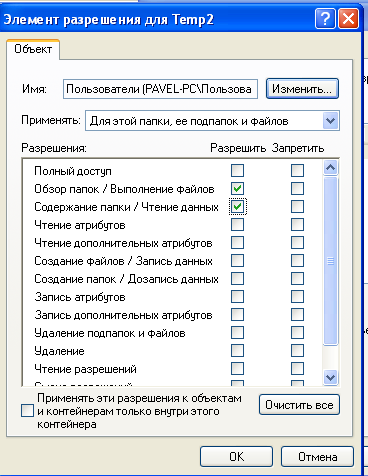 Элемент разрешения для Temp2
Объект
Имя: Пользователи (PAVEL-PC\Пользова Изменить...
Применять: Для этой папки, ее подпапок и файлов
Разрешения: Разрешить Запретить
Полный доступ
Обзор папок / Выполнение файлов
Содержание папки / Чтение данных
Чтение атрибутов
Чтение дополнительных атрибутов
Создание файлов / Запись данных
Создание папок / Дозапись данных
Запись атрибутов
Запись дополнительных атрибутов
Удаление подпапок и файлов
Удаление
Чтение разрешений
Применять эти разрешения к объектам
и контейнерам только внутри этого
контейнера
Очистить все
OK Отмена